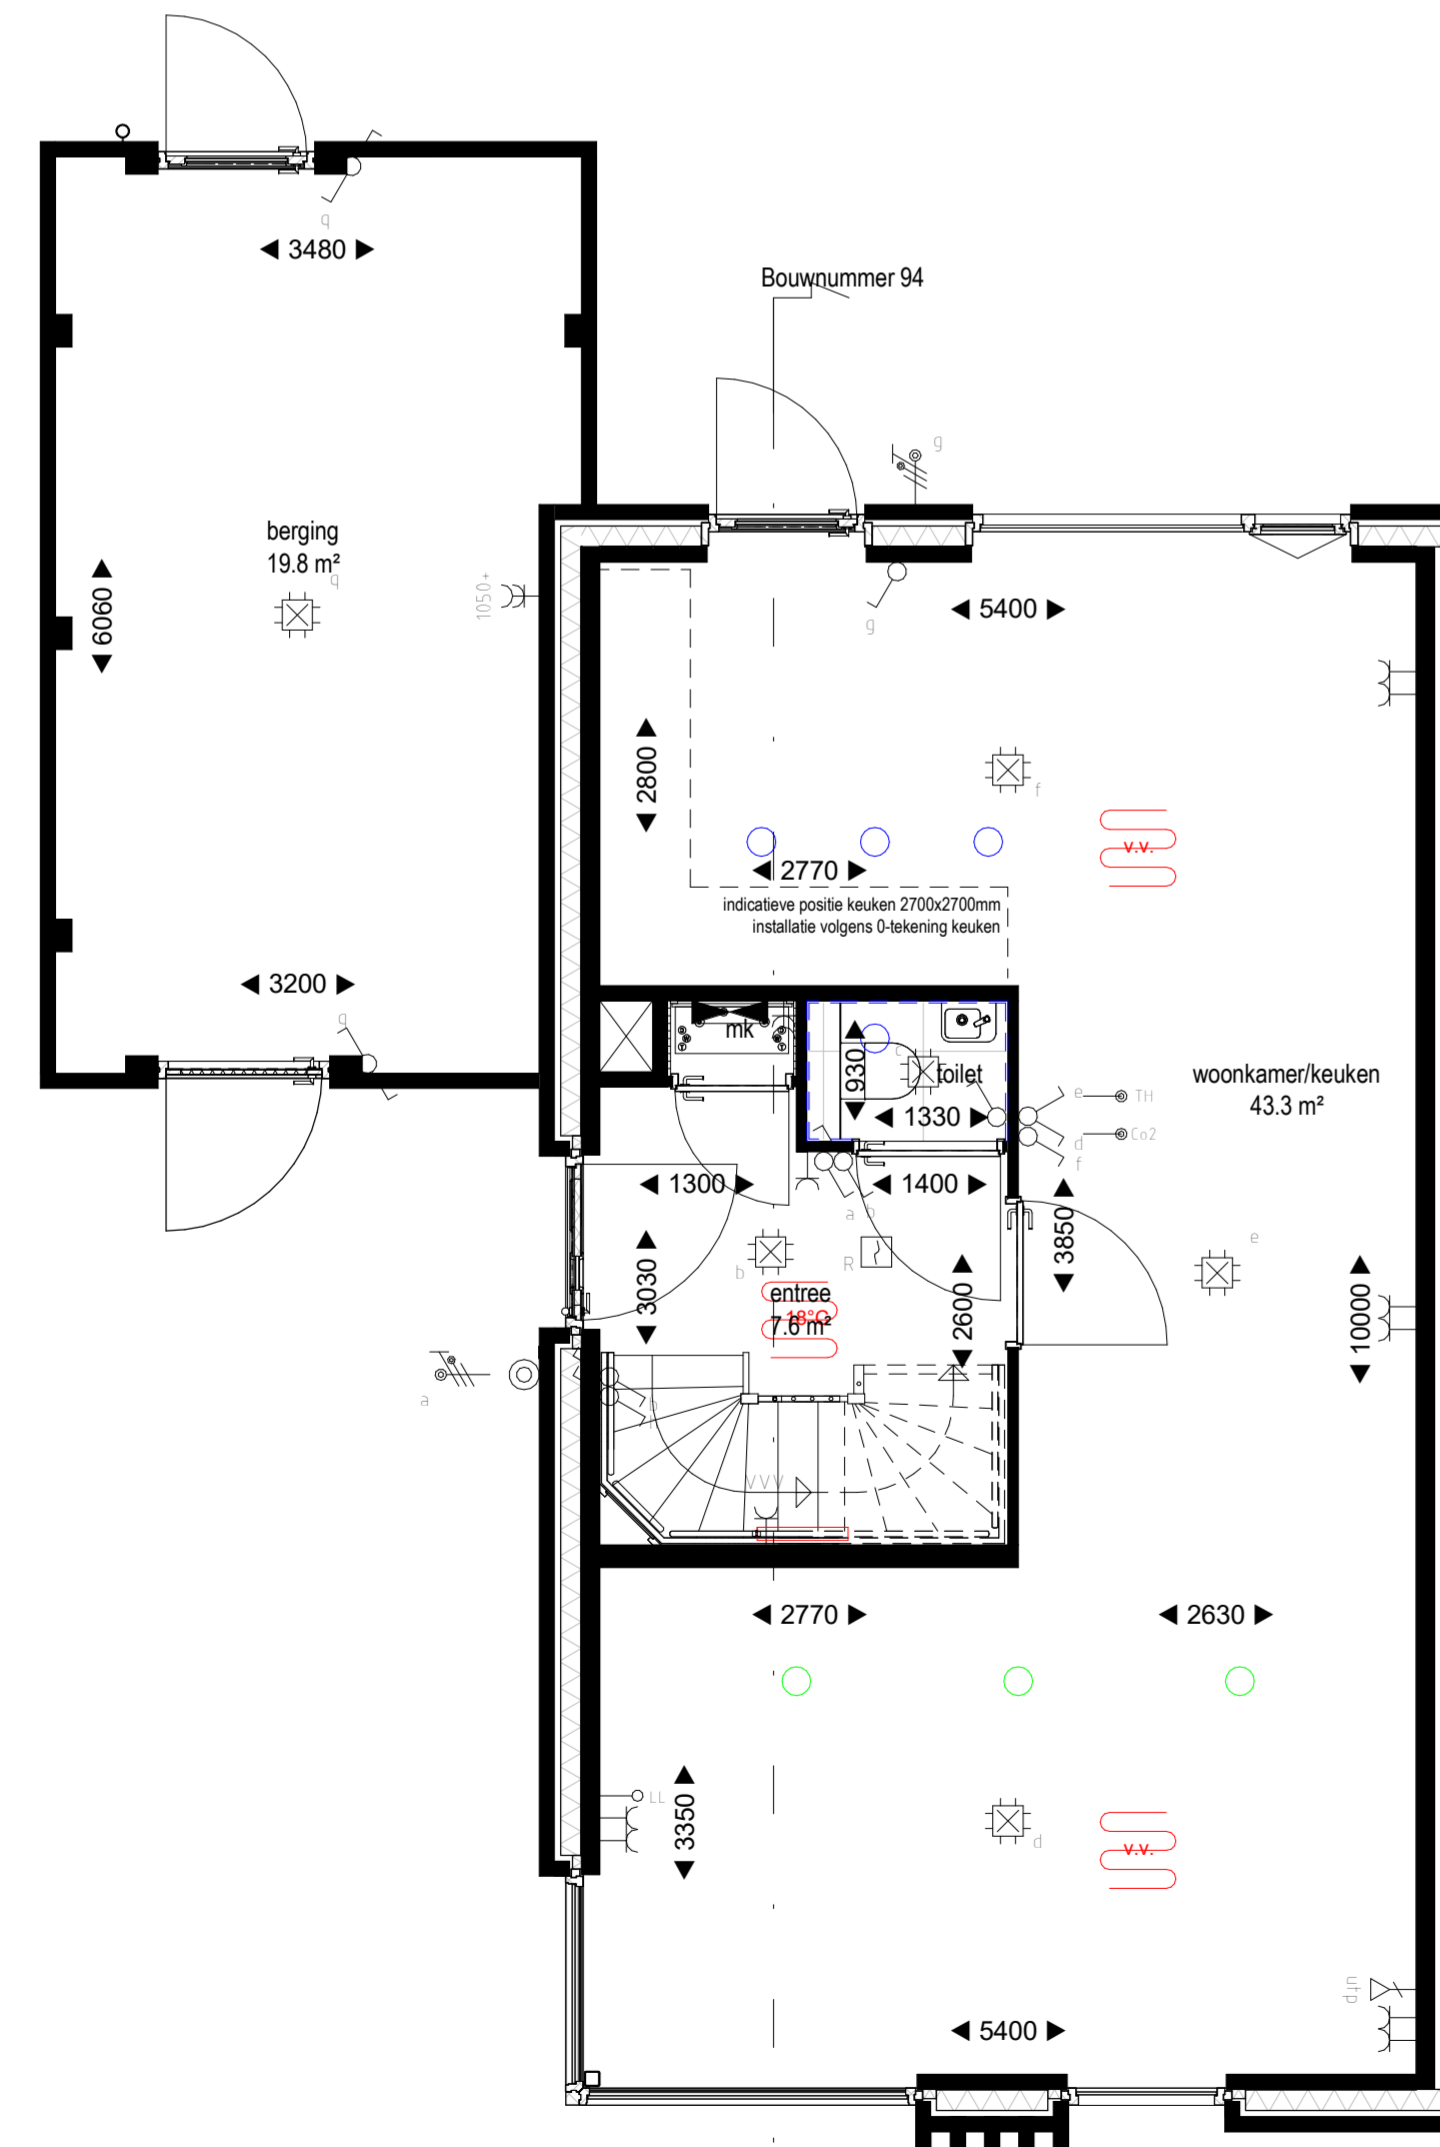 q
3480
Bouwnummer 94
g
berging
19.8 m²
q
1050+
6060
g
5400
2800
f
v.v.
2770
indicatieve positie keuken 2700x2700mm
installatie volgens 0-tekening keuken
3200
q
mk
c
930
toilet
1330
woonkamer/keuken
43.3 m²
e
TH
d
Co2
f
1300
1400
a
b
3850
b
R
3030
entree
18°C
7.6 m²
2600
e
10000
a
b
VVV
2770
2630
LL
3350
d
v.v.
utp
5400